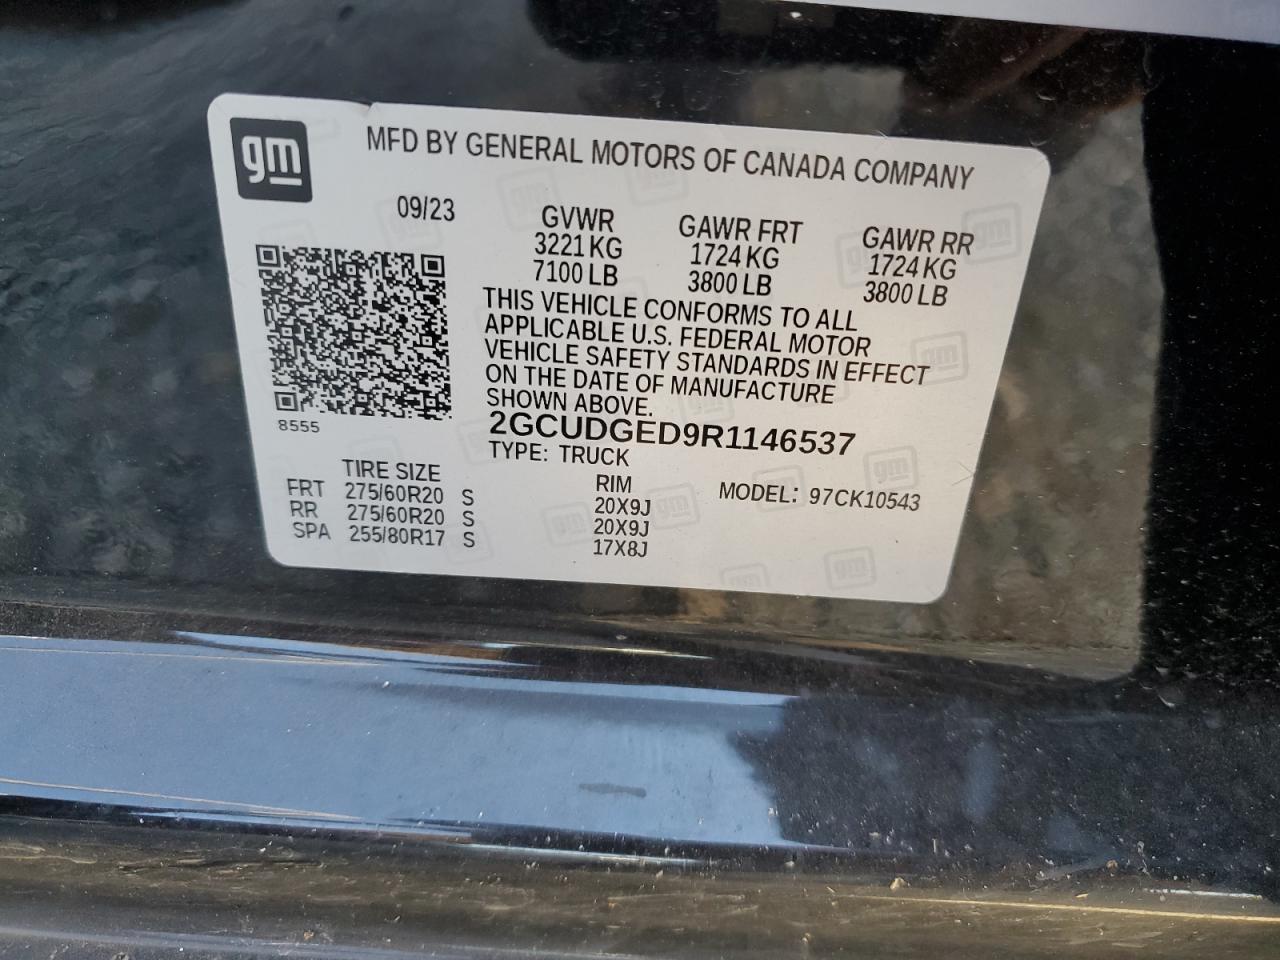 gm
MFD BY GENERAL MOTORS OF CANADA COMPANY
09/23
GVWR GAWR FRT GAWR RR
3221 KG 1724 KG 1724 KG
7100 LB 3800 LB 3800 LB
THIS VEHICLE CONFORMS TO ALL
APPLICABLE U.S. FEDERAL MOTOR
VEHICLE SAFETY STANDARDS IN EFFECT
ON THE DATE OF MANUFACTURE
SHOWN ABOVE.
8555
2GCUDGED9R1146537
TYPE: TRUCK
TIRE SIZE RIM MODEL: 97CK10543
FRT 275/60R20 S 20X9J
RR 275/60R20 S 20X9J
SPA 255/80R17 S 17X8J